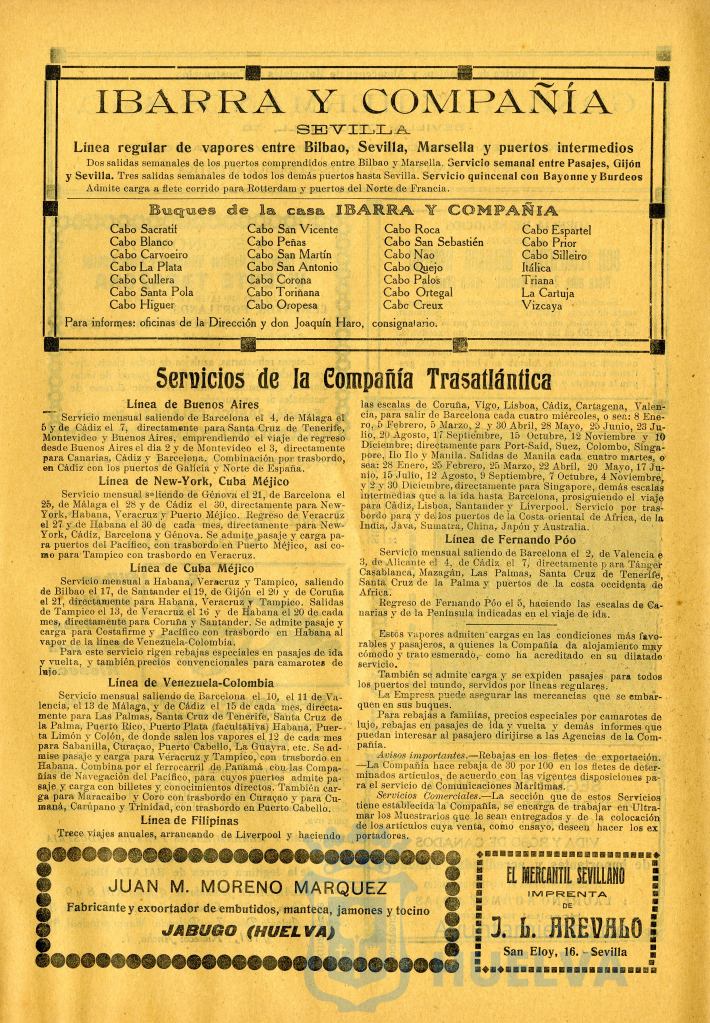 IBARRA Y COMPAÑÍA
SEVILLA
Línea regular de vapores entre Bilbao, Sevilla, Marsella y puertos intermedios
Dos salidas semanales de los puertos comprendidos entre Bilbao y Marsella. Servicio semanal entre Pasajes, Gijón
y Sevilla. Tres salidas semanales de todos los demás puertos hasta Sevilla. Servicio quincenal con Bayonne y Burdeos
Admite carga a flete corrido para Rotterdam y puertos del Norte de Francia.
Buques de la casa IBARRA Y COMPAÑIA
Cabo Sacratif
Cabo Blanco
Cabo Carvoeiro
Cabo La Plata
Cabo Cullera
Cabo Santa Pola
Cabo Higuer
Cabo San Vicente
Cabo Peñas
Cabo San Martín
Cabo San Antonio
Cabo Corona
Cabo Toriñana
Cabo Oropesa
Cabo Roca
Cabo San Sebastién
Cabo Nao
Cabo Quejo
Cabo Palos
Cabo Ortegal
Cabo Creux
Cabo Espartel
Cabo Prior
Cabo Silleiro
Itálica
Triana
La Cartuja
Vizcaya
Para informes: oficinas de la Dirección y don Joaquín Haro, consignatario.
Servicios de la Compañía Trasatlántica
Línea de Buenos Aires
Servicio mensual saliendo de Barcelona el 4, de Málaga el
5 y de Cádiz el 7, directamente para Santa Cruz de Tenerife,
Montevideo y Buenos Aires, emprendiendo el viaje de regreso
desde Buenos Aires el día 2 y de Montevideo el 3, directamente
para Canarias, Cádiz y Barcelona. Combinación por trasbordo,
en Cádiz con los puertos de Galicia y Norte de España.
Línea de New-York, Cuba Méjico
Servicio mensual saliendo de Génova el 21, de Barcelona el
25, de Málaga el 28 y de Cádiz el 30, directamente para New-
York, Habana, Veracruz y Puerto Méjico. Regreso de Veracruz
el 27 y de Habana el 30 de cada mes, directamente para New-
York, Cádiz, Barcelona y Génova. Se admite pasaje y carga pa-
ra puertos del Pacífico, con trasbordo en Puerto Méjico, así co-
mo para Tampico con trasbordo en Veracruz.
Línea de Cuba Méjico
Servicio mensual a Habana, Veracruz y Tampico, saliendo
de Bilbao el 17, de Santander el 19, de Gijón el 20 y de Coruña
el 21, directamente para Habana, Veracruz y Tampico. Salidas
de Tampico el 13, de Veracruz el 16 y de Habana el 20 de cada
mes, directamente para Coruña y Santander. Se admite pasaje y
carga para Costafirme y Pacífico con trasbordo en Habana al
vapor de la línea de Venezuela-Colombia.
Para este servicio rigen rebajas especiales en pasajes de ida
y vuelta, y también precios convencionales para camarotes de
lujo.
Línea de Venezuela-Colombia
Servicio mensual saliendo de Barcelona el 10, el 11 de Va-
lencia, el 13 de Málaga, y de Cádiz el 15 de cada mes, directa-
mente para Las Palmas, Santa Cruz de Tenerife, Santa Cruz de
la Palma, Puerto Rico, Puerto Plata (facultativa) Habana, Puer-
ta Limón y Colón, de donde salen los vapores el 12 de cada mes
para Sabanilla, Curaçao, Puerto Cabello, La Guayra, etc. Se ad-
mise pasaje y carga para Veracruz y Tampico, con trasbordo en
Habana. Combina por el ferrocarril de Panamá con las Compa-
ñías de Navegación del Pacífico, para cuyos puertos admite pa-
saje y carga con billetes y conocimientos directos. También car-
ga para Maracaibo y Coro con trasbordo en Curaçao y para Cu-
maná, Carúpano y Trinidad, con trasbordo en Puerto Cabello.
Línea de Filipinas
Trece viajes anuales, arrancando de Liverpool y haciendo
las escalas de Coruña, Vigo, Lisboa, Cádiz, Cartagena, Valen-
cia, para salir de Barcelona cada cuatro miércoles, o sea: 8 Ene-
ro, 5 Febrero, 5 Marzo, 2 y 30 Abril, 28 Mayo, 25 Junio, 23 Ju-
lio, 20 Agosto, 17 Septiembre, 15 Octubre, 12 Noviembre y 10
Diciembre; directamente para Port-Said, Suez, Colombo, Singa-
pore, Ilo Ilo y Manila. Salidas de Manila cada cuatro martes, o
sea: 28 Enero, 25 Febrero, 25 Marzo, 22 Abril, 20 Mayo, 17 Ju-
nio, 15 Julio, 12 Agosto, 9 Septiembre, 7 Octubre, 4 Noviembre,
y 2 y 30 Diciembre, directamente para Singapore, demás escalas
intermedias que a la ida hasta Barcelona, prosiguiendo el viaje
para Cádiz, Lisboa, Santander y Liverpool. Servicio por tras-
bordo para y de los puertos de la Costa oriental de Africa, de la
India, Java, Sumatra, China, Japón y Australia.
Línea de Fernando Póo
Servicio mensual saliendo de Barcelona el 2, de Valencia e
3, de Alicante el 4, de Cádiz el 7, directamente para Tánger
Casablanca, Mazagán, Las Palmas, Santa Cruz de Tenerife,
Santa Cruz de la Palma y puertos de la costa occidenta de
Africa.
Regreso de Fernando Póo el 5, haciendo las escalas de Ca-
narias y de la Península indicadas en el viaje de ida.
Estos vapores admiten cargas en las condiciones más favo-
rables y pasajeros, a quienes la Compañía da alojamiento muy
cómodo y trato esmerado, como ha acreditado en su dilatado
servicio.
También se admite carga y se expiden pasajes para todos
los puertos del mundo, servidos por líneas regulares.
La Empresa puede asegurar las mercancías que se embar-
quen en sus buques.
Para rebajas a familias, precios especiales por camarotes de
lujo, rebajas en pasajes de ida y vuelta y demás informes que
puedan interesar al pasajero dirijirse a las Agencias de la Com-
pañía.
Avisos importantes.—Rebajas en los fletes de exportación.
—La Compañía hace rebaja de 30 por 100 en los fletes de deter-
minados artículos, de acuerdo con las vigentes disposiciones pa-
ra el servicio de Comunicaciones Marítimas.
Servicios Comerciales.—La sección que de estos Servicios
tiene establecida la Compañía, se encarga de trabajar en Ultra-
mar los Muestrarios que le sean entregados y de la colocación
de los artículos cuya venta, como ensayo, deseen hacer los ex
portadores.
JUAN M. MORENO MARQUEZ
Fabricante y exportador de embutidos, manteca, jamones y tocino
JABUGO (HUELVA)
EL MERCANTIL SEVILLANO
IMPRENTA
DE
J. L. AREVALO
San Eloy, 16. - Sevilla
HUELVA